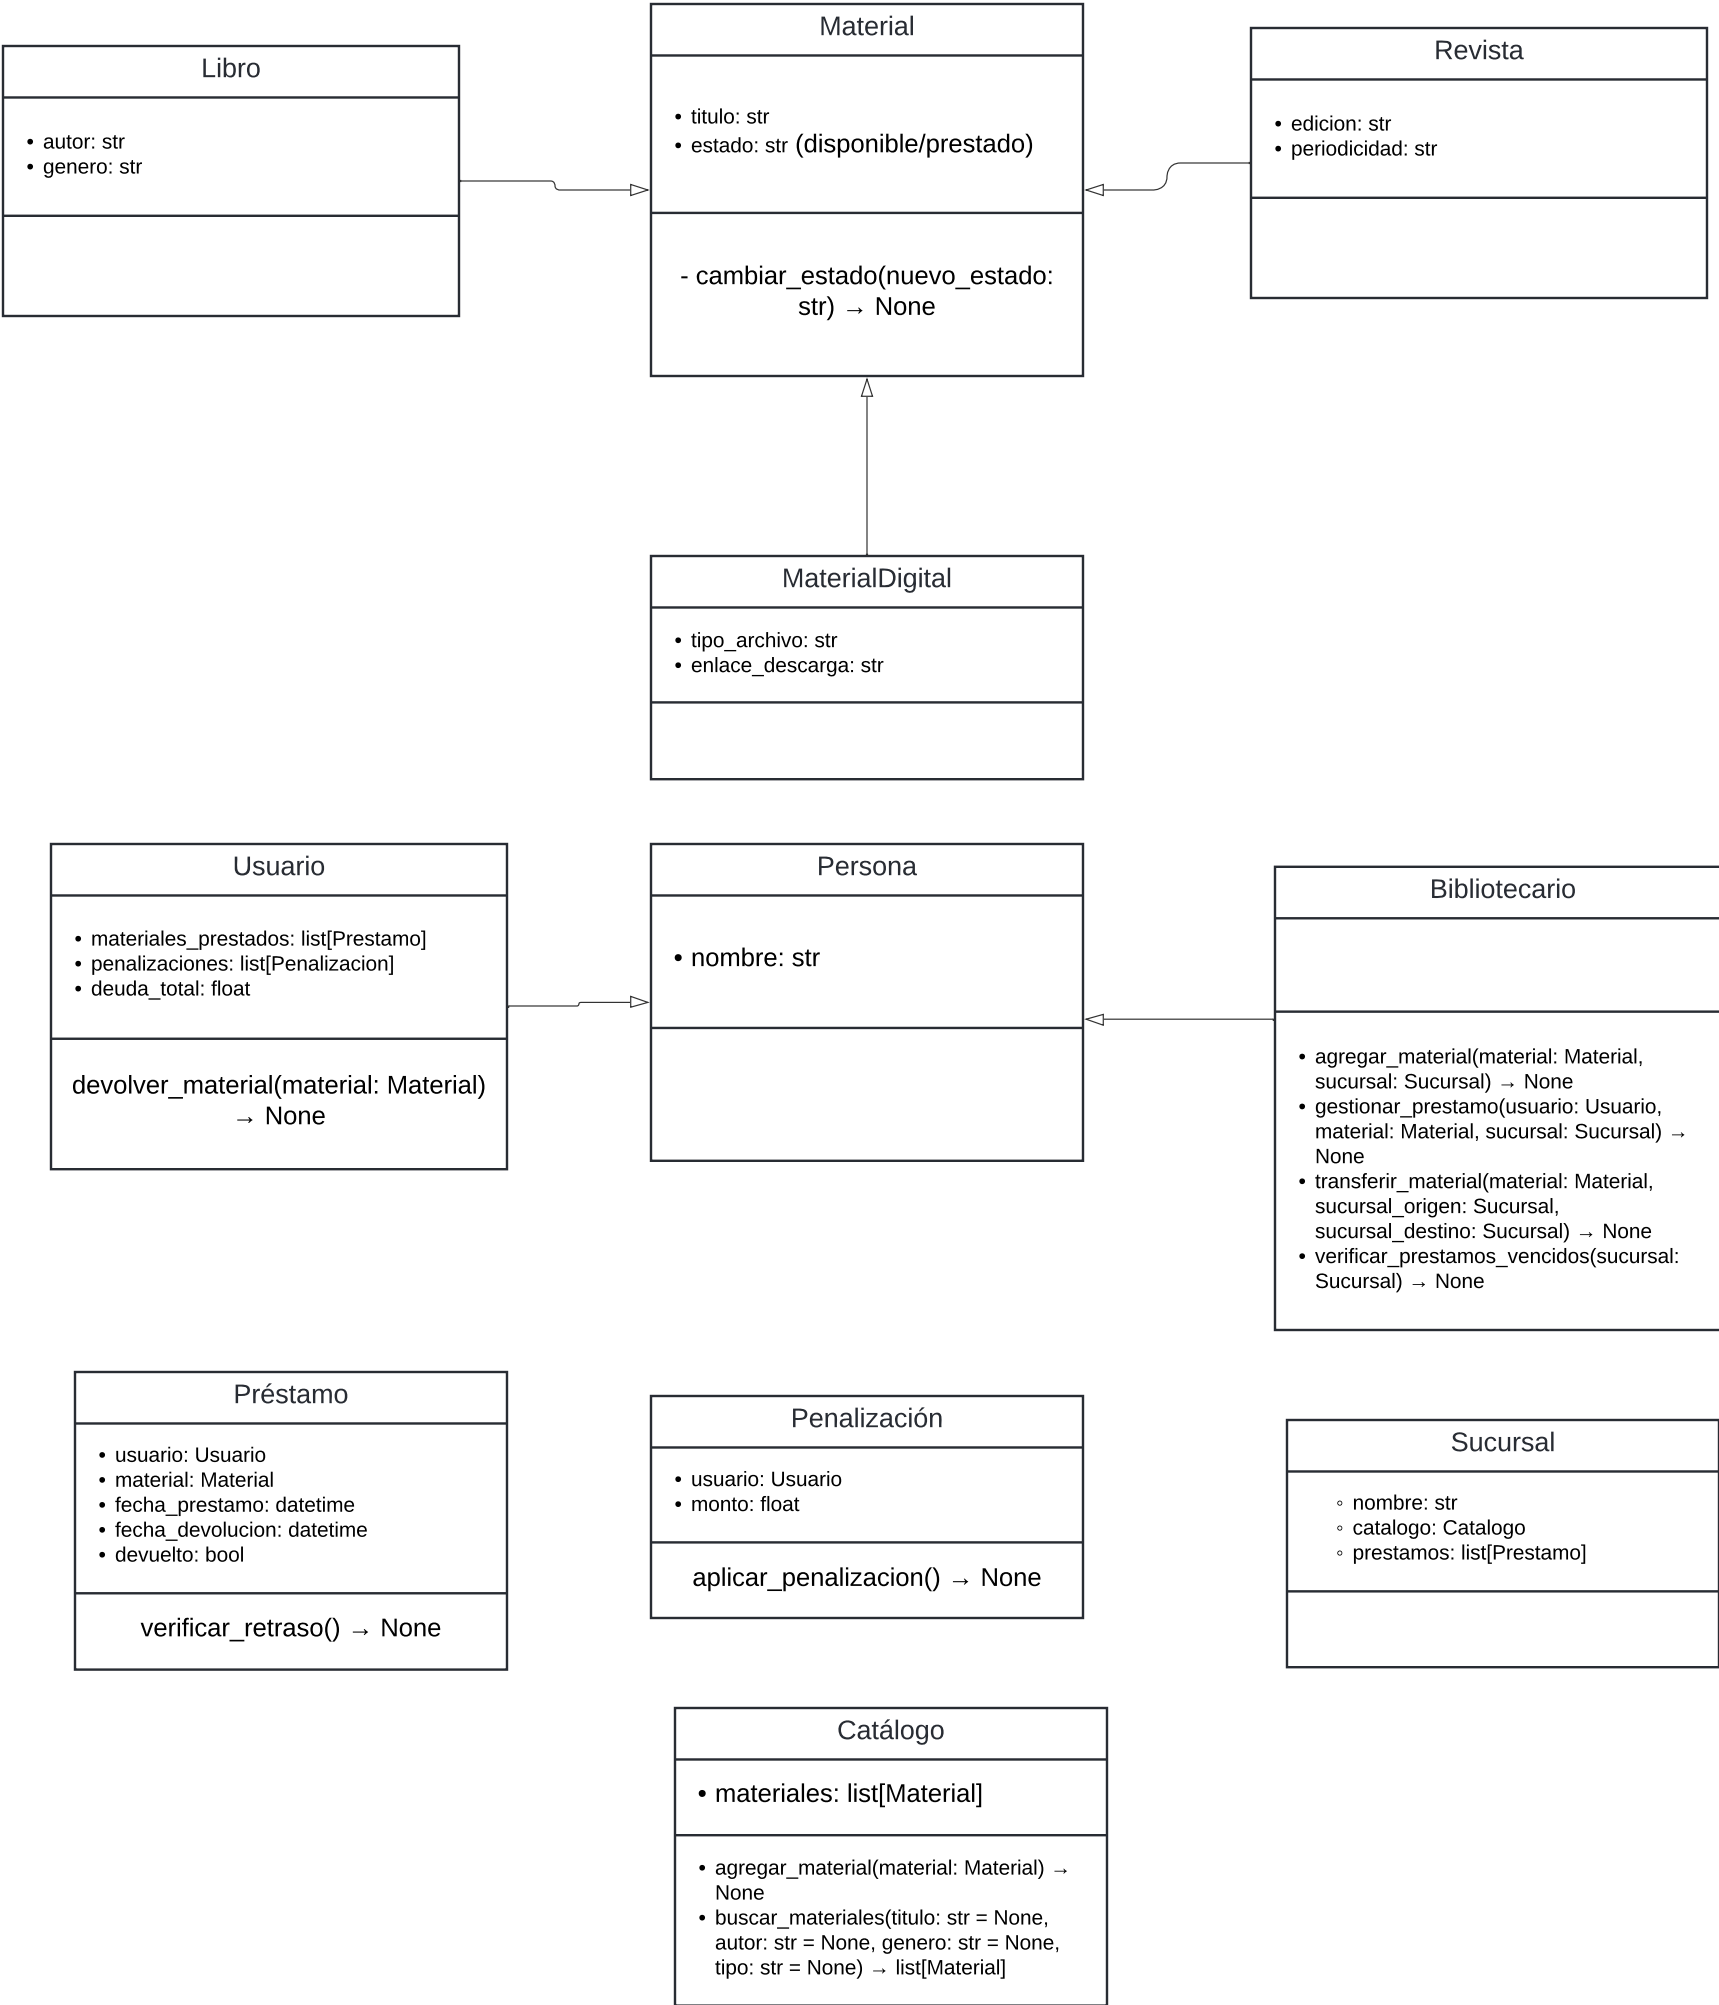 Libro
• autor: str
• genero: str
Material
• titulo: str
• estado: str (disponible/prestado)
- cambiar_estado(nuevo_estado:
str) → None
Revista
• edicion: str
• periodicidad: str
MaterialDigital
• tipo_archivo: str
• enlace_descarga: str
Usuario
• materiales_prestados: list[Prestamo]
• penalizaciones: list[Penalizacion]
• deuda_total: float
devolver_material(material: Material)
→ None
Persona
• nombre: str
Bibliotecario
• agregar_material(material: Material,
sucursal: Sucursal) → None
• gestionar_prestamo(usuario: Usuario,
material: Material, sucursal: Sucursal) →
None
• transferir_material(material: Material,
sucursal_origen: Sucursal,
sucursal_destino: Sucursal) → None
• verificar_prestamos_vencidos(sucursal:
Sucursal) → None
Préstamo
• usuario: Usuario
• material: Material
• fecha_prestamo: datetime
• fecha_devolucion: datetime
• devuelto: bool
verificar_retraso() → None
Penalización
• usuario: Usuario
• monto: float
aplicar_penalizacion() → None
Sucursal
◦ nombre: str
◦ catalogo: Catalogo
◦ prestamos: list[Prestamo]
Catálogo
• materiales: list[Material]
• agregar_material(material: Material) →
None
• buscar_materiales(titulo: str = None,
autor: str = None, genero: str = None,
tipo: str = None) → list[Material]